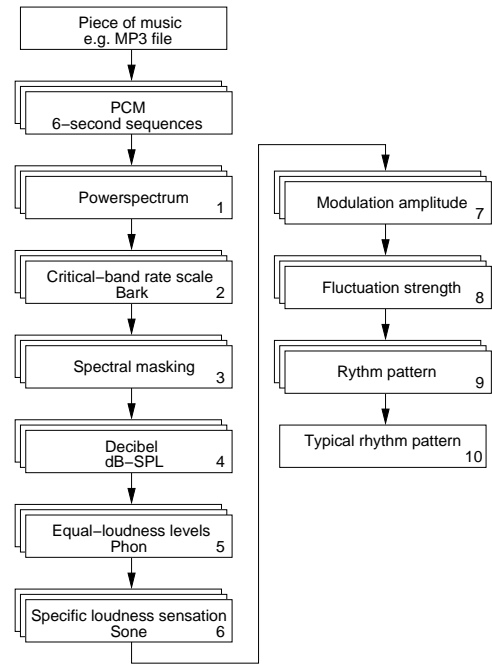 Piece of music
e.g. MP3 file
PCM
6−second sequences
Powerspectrum
1
Critical−band rate scale
Bark
2
Spectral masking
3
Decibel
dB−SPL
4
Equal−loudness levels
Phon
5
Specific loudness sensation
Sone
6
Modulation amplitude
7
Fluctuation strength
8
Rythm pattern
9
Typical rhythm pattern
10